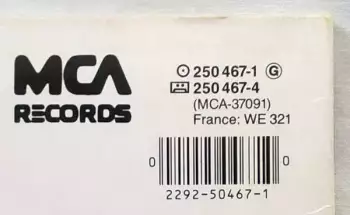 MCA
RECORDS
250 467-1 G
250 467-4
(MCA-37091)
France: WE 321
0 0
2292-50467-1